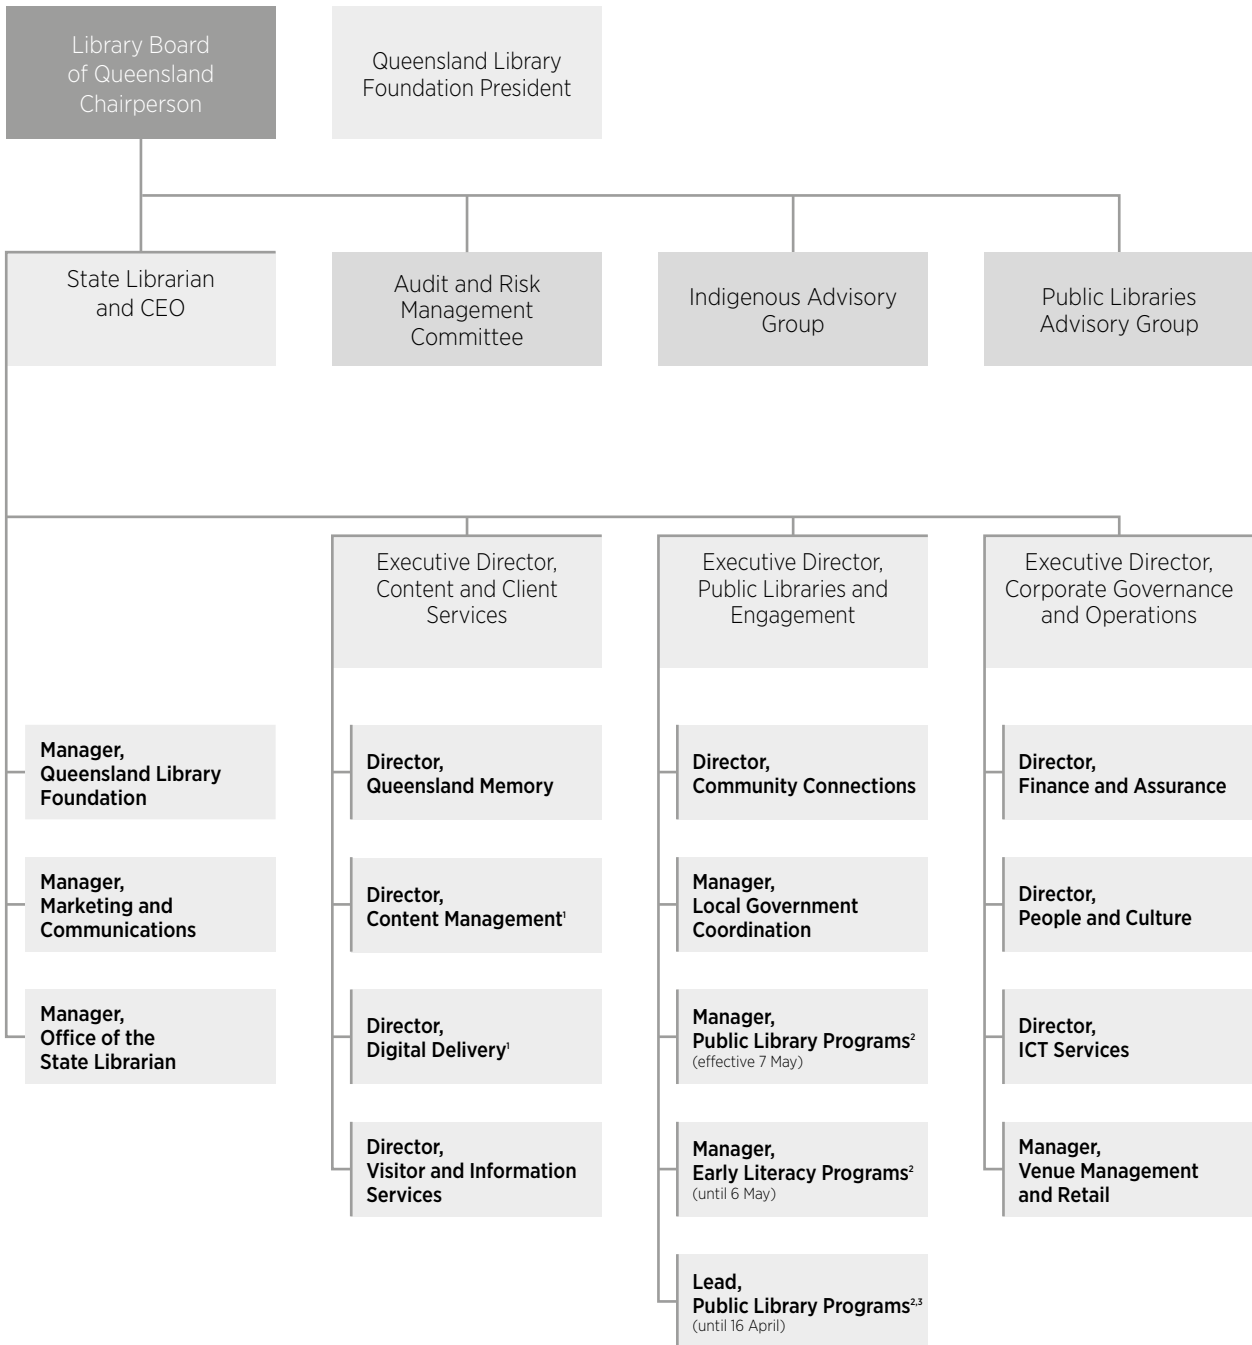 Library Board
of Queensland
Chairperson
Queensland Library
Foundation President
State Librarian
and CEO
Audit and Risk
Management
Committee
Indigenous Advisory
Group
Public Libraries
Advisory Group
Executive Director,
Content and Client
Services
Executive Director,
Public Libraries and
Engagement
Executive Director,
Corporate Governance
and Operations
Manager,
Queensland Library
Foundation
Director,
Queensland Memory
Director,
Community Connections
Director,
Finance and Assurance
Manager,
Marketing and
Communications
Director,
Content Management¹
Manager,
Local Government
Coordination
Director,
People and Culture
Manager,
Office of the
State Librarian
Director,
Digital Delivery¹
Manager,
Public Library Programs²
(effective 7 May)
Director,
ICT Services
Director,
Visitor and Information
Services
Manager,
Early Literacy Programs²
(until 6 May)
Manager,
Venue Management
and Retail
Lead,
Public Library Programs²,³
(until 16 April)